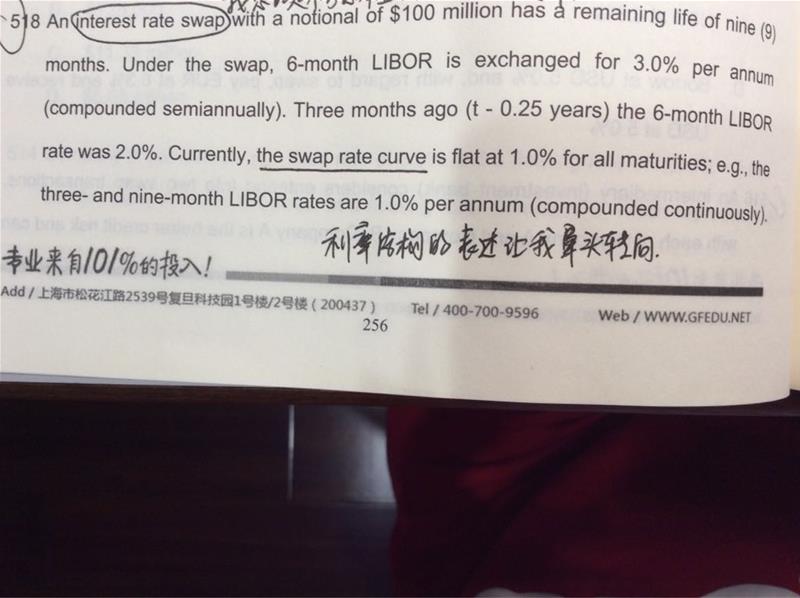 518 An interest rate swap with a notional of $100 million has a remaining life of nine (9)
months. Under the swap, 6-month LIBOR is exchanged for 3.0% per annum
(compounded semiannually). Three months ago (t - 0.25 years) the 6-month LIBOR
rate was 2.0%. Currently, the swap rate curve is flat at 1.0% for all maturities; e.g., the
three- and nine-month LIBOR rates are 1.0% per annum (compounded continuously).
利率结构的表述让我晕头转向.
专业来自101%的投入!
Add / 上海市松花江路2539号复旦科技园1号楼/2号楼 ( 200437 ) Tel / 400-700-9596 Web / WWW.GFEDU.NET
256